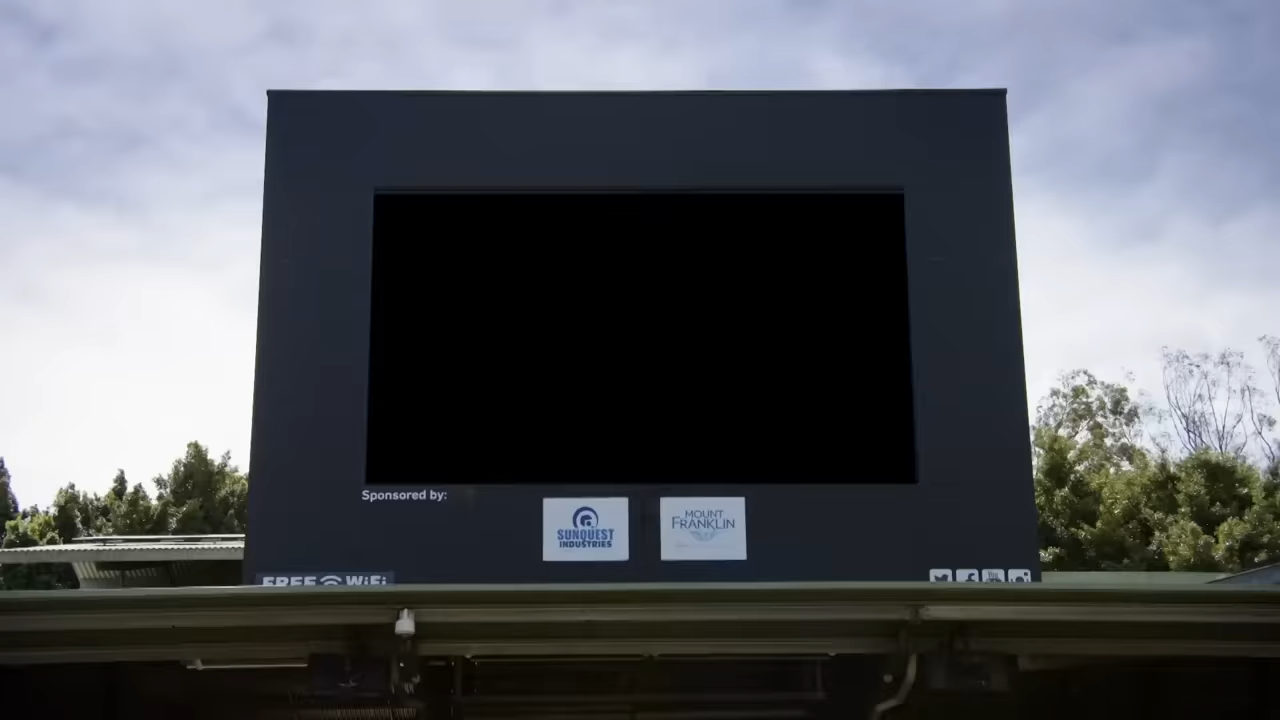 Sponsored by:
SUNQUEST
INDUSTRIES
MOUNT
FRANKLIN
FREE WiFi